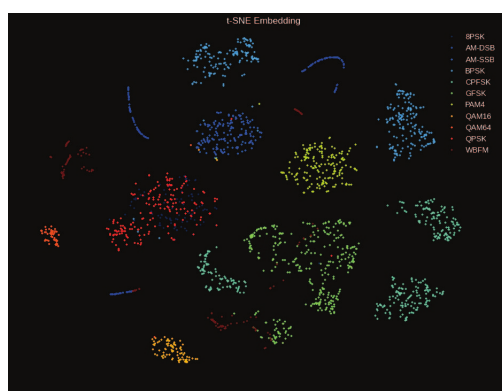 t-SNE Embedding
8PSK
AM-DSB
AM-SSB
BPSK
CPFSK
GFSK
PAM4
QAM16
QAM64
QPSK
WBFM